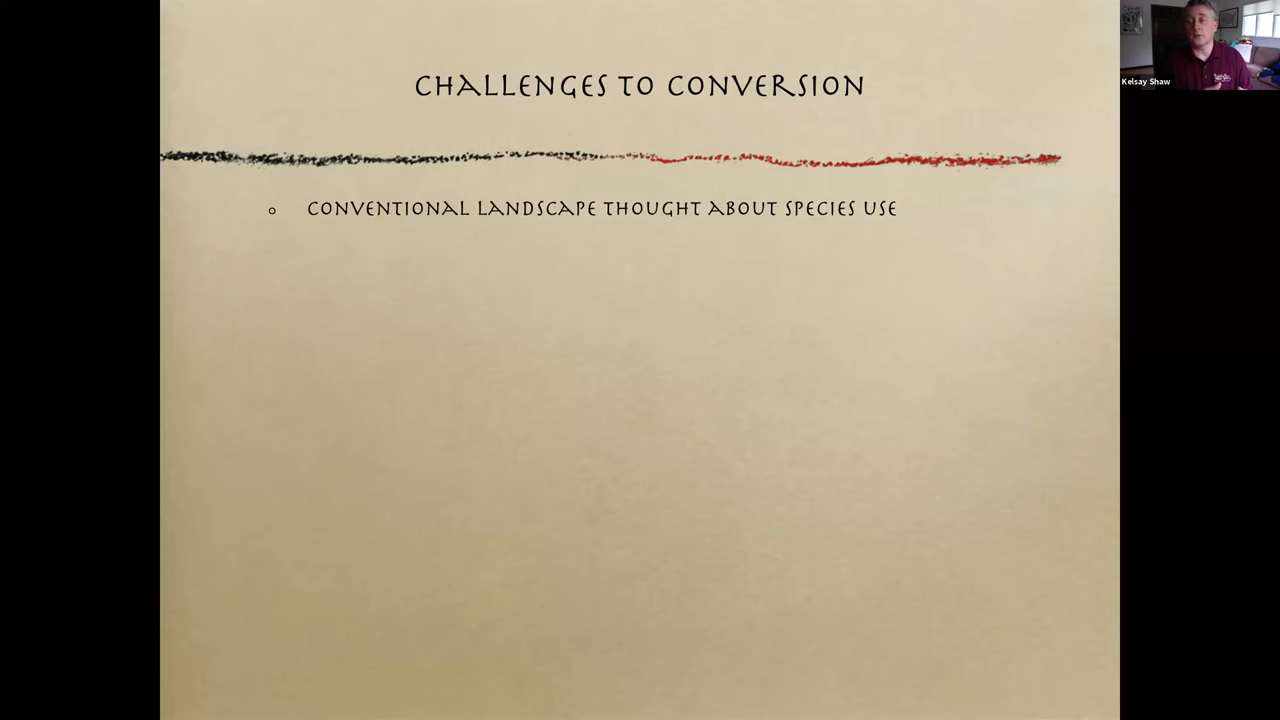 CHALLENGES TO CONVERSION
CONVENTIONAL LANDSCAPE THOUGHT ABOUT SPECIES USE
Kelsay Shaw